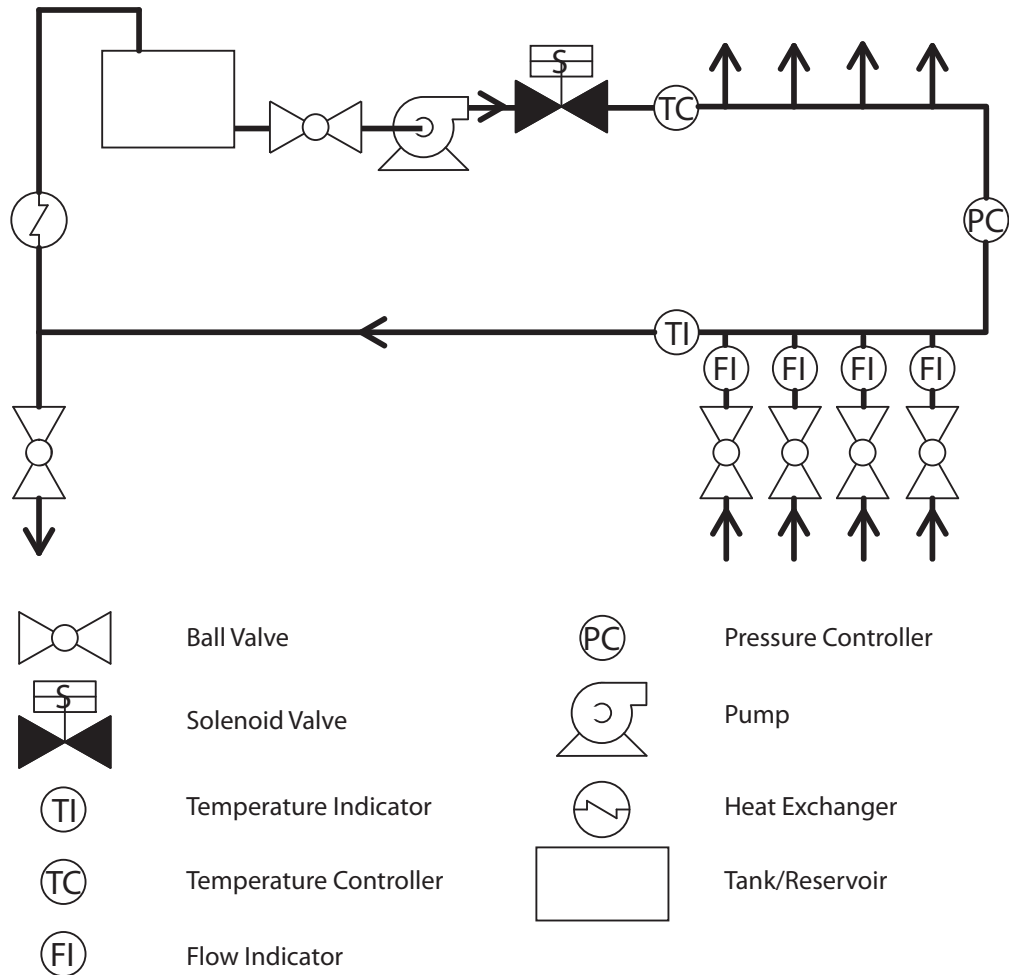 S
TC
PC
TI
FI FI FI FI
Ball Valve
PC Pressure Controller
S Solenoid Valve
Pump
TI Temperature Indicator
Heat Exchanger
TC Temperature Controller
Tank/Reservoir
FI Flow Indicator